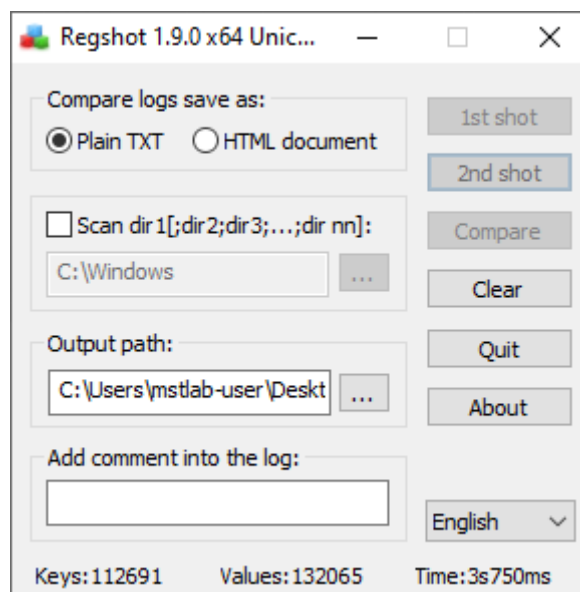 Regshot 1.9.0 x64 Unic...
Compare logs save as:
Plain TXT HTML document
1st shot
2nd shot
Scan dir1[;dir2;dir3;...;dir nn]:
C:\Windows ...
Compare
Clear
Output path:
C:\Users\mstlab-user\Deskt ...
Quit
About
Add comment into the log:
English
Keys:112691 Values:132065 Time:3s750ms